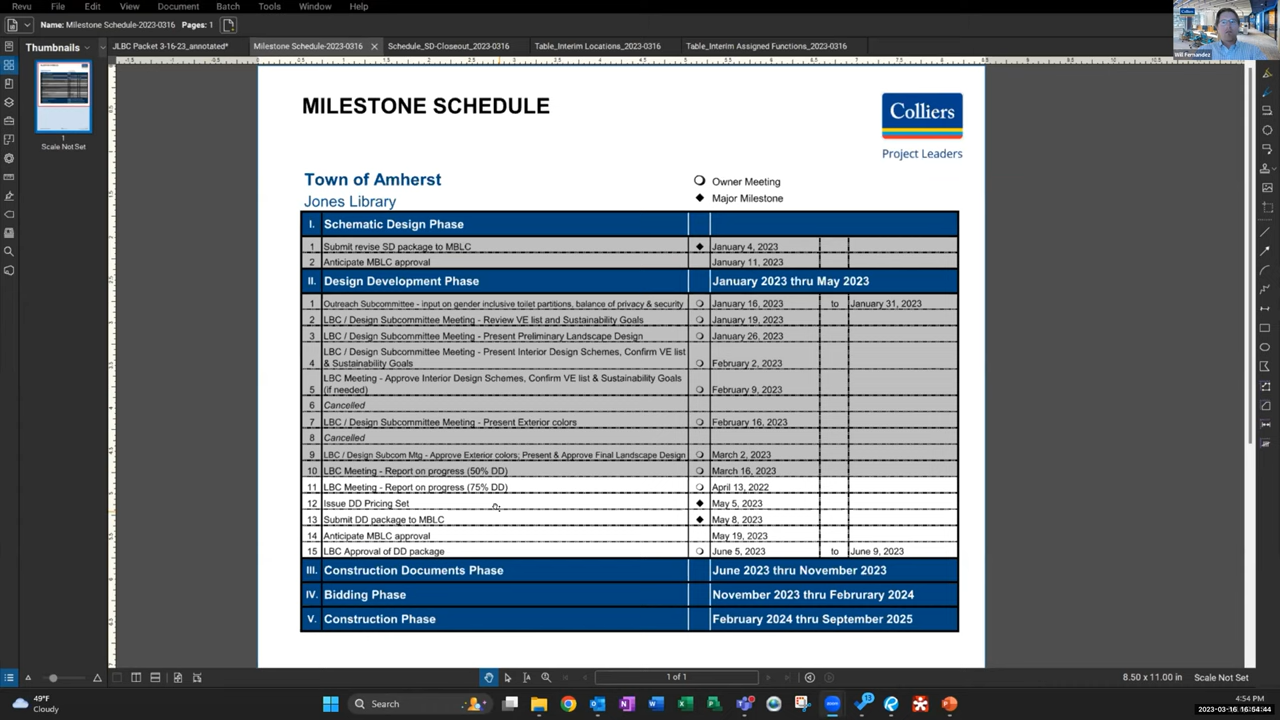 Revu File Edit View Document Batch Tools Window Help
Name: Milestone Schedule-2023-0316 Pages: 1
Thumbnails
JLBC Packet 3-16-23_annotated* Milestone Schedule-2023-0316 Schedule_SD-Closeout_2023-0316 Table_Interim Locations_2023-0316 Table_Interim Assigned Functions_2023-0316
Colliers
Will Fernandez
1
Scale Not Set
MILESTONE SCHEDULE
Colliers
Project Leaders
Town of Amherst
Jones Library
Owner Meeting
Major Milestone
I. Schematic Design Phase
1 Submit revise SD package to MBLC January 4, 2023
2 Anticipate MBLC approval January 11, 2023
II. Design Development Phase January 2023 thru May 2023
1 Outreach Subcommittee - input on gender inclusive toilet partitions, balance of privacy & security January 16, 2023 to January 31, 2023
2 LBC / Design Subcommittee Meeting - Review VE list and Sustainability Goals January 19, 2023
3 LBC / Design Subcommittee Meeting - Present Preliminary Landscape Design January 26, 2023
LBC / Design Subcommittee Meeting - Present Interior Design Schemes, Confirm VE list
4 & Sustainability Goals February 2, 2023
LBC Meeting - Approve Interior Design Schemes, Confirm VE list & Sustainability Goals
5 (if needed) February 9, 2023
6 Cancelled
7 LBC / Design Subcommittee Meeting - Present Exterior colors February 16, 2023
8 Cancelled
9 LBC / Design Subcom Mtg - Approve Exterior colors; Present & Approve Final Landscape Design March 2, 2023
10 LBC Meeting - Report on progress (50% DD) March 16, 2023
11 LBC Meeting - Report on progress (75% DD) April 13, 2022
12 Issue DD Pricing Set May 5, 2023
13 Submit DD package to MBLC May 8, 2023
14 Anticipate MBLC approval May 19, 2023
15 LBC Approval of DD package June 5, 2023 to June 9, 2023
III. Construction Documents Phase June 2023 thru November 2023
IV. Bidding Phase November 2023 thru Februrary 2024
V. Construction Phase February 2024 thru September 2025
1 of 1
8.50 x 11.00 in Scale Not Set
49°F
Cloudy
Search
13
4:54 PM
2023-03-16 16:54:44